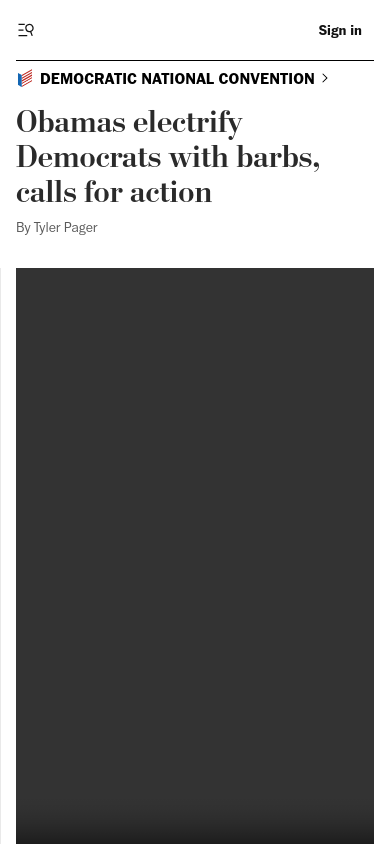 Sign in
DEMOCRATIC NATIONAL CONVENTION
Obamas electrify
Democrats with barbs,
calls for action
By Tyler Pager